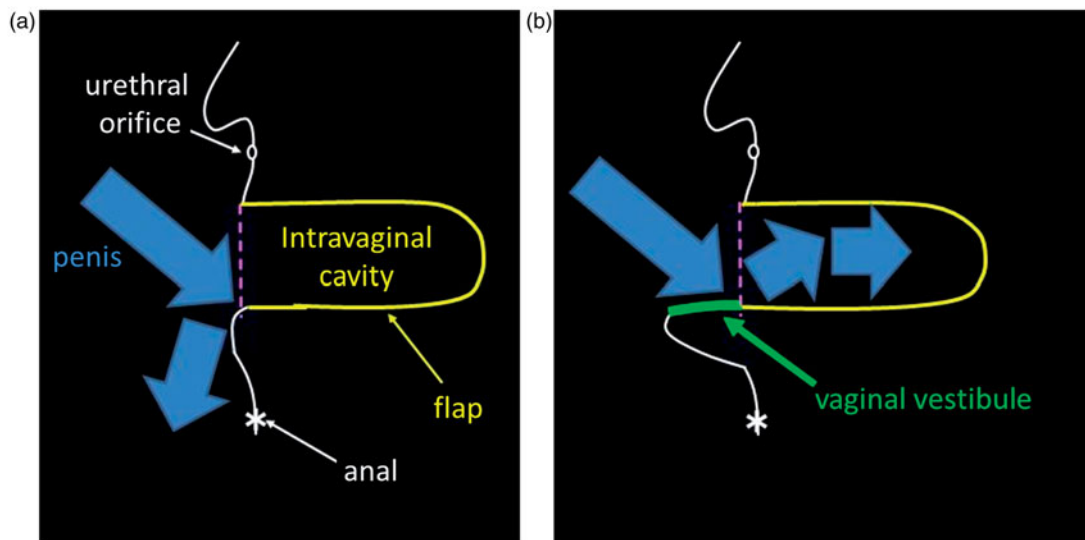 (a)
urethral
orifice
penis
Intravaginal
cavity
flap
anal
(b)
vaginal vestibule